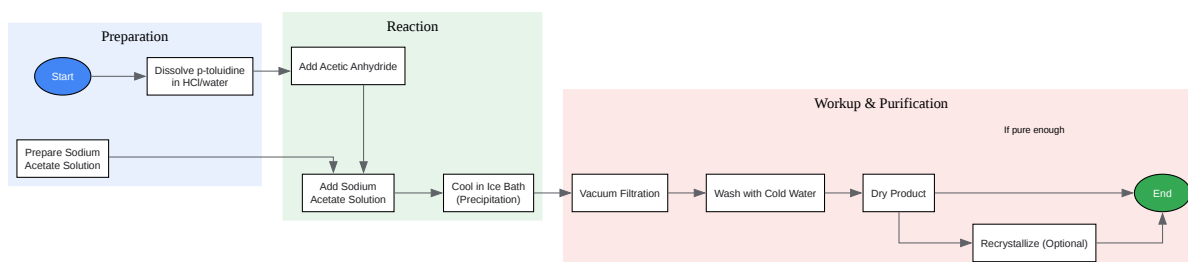 Preparation
Start
Dissolve p-toluidine
in HCl/water
Prepare Sodium
Acetate Solution
Reaction
Add Acetic Anhydride
Add Sodium
Acetate Solution
Cool in Ice Bath
(Precipitation)
Workup & Purification
If pure enough
Vacuum Filtration
Wash with Cold Water
Dry Product
End
Recrystallize (Optional)